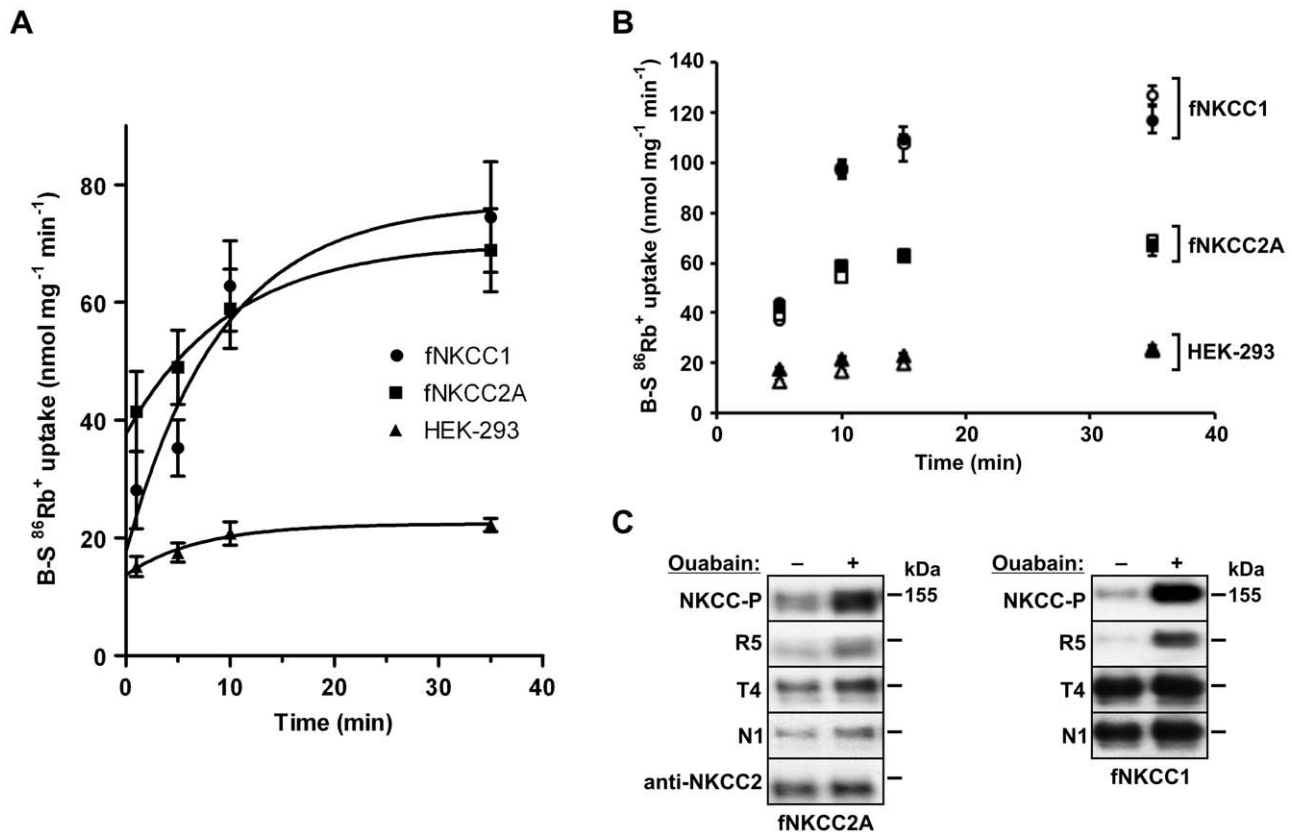 A
B-S ⁸⁶Rb⁺ uptake (nmol mg⁻¹ min⁻¹)
80
60
40
20
0
fNKCC1
fNKCC2A
HEK-293
0 10 20 30 40
Time (min)
B
B-S ⁸⁶Rb⁺ uptake (nmol mg⁻¹ min⁻¹)
140
120
100
80
60
40
20
0
fNKCC1
fNKCC2A
HEK-293
0 10 20 30 40
Time (min)
C
Ouabain: – + kDa
NKCC-P 155
R5
T4
N1
anti-NKCC2
fNKCC2A
Ouabain: – + kDa
NKCC-P 155
R5
T4
N1
fNKCC1